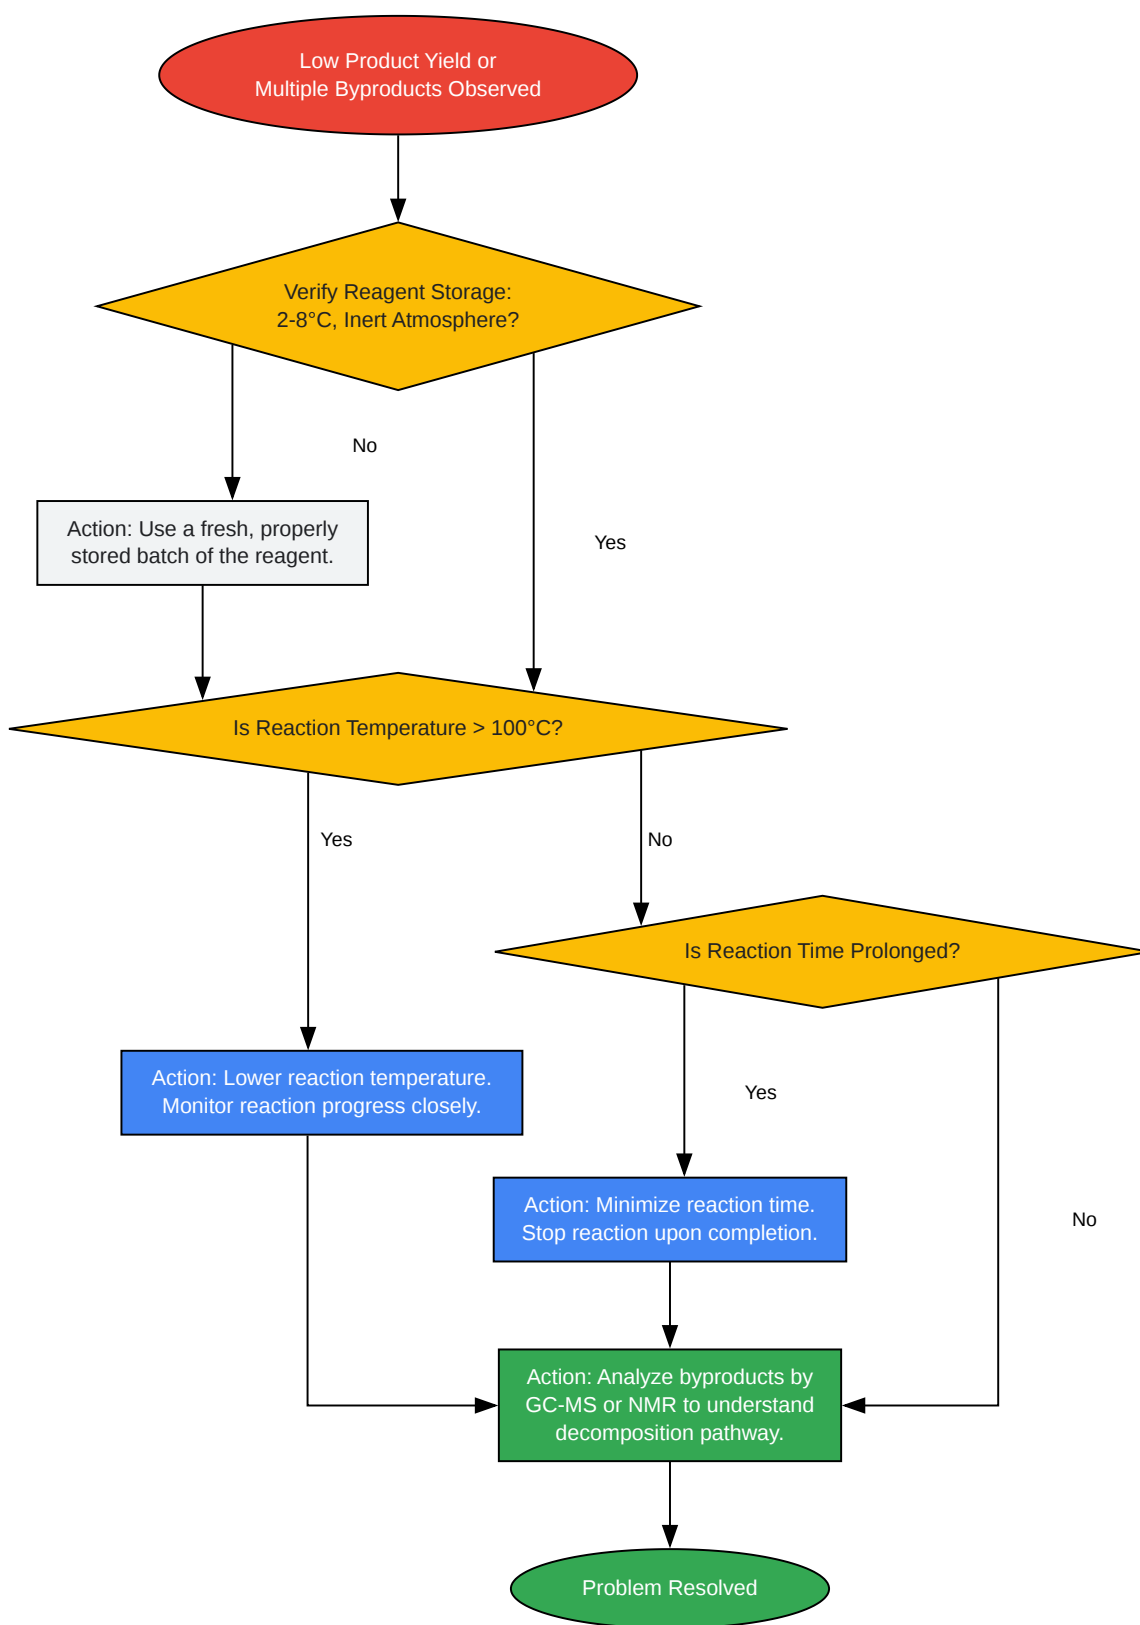 Low Product Yield or
Multiple Byproducts Observed
Verify Reagent Storage:
2-8°C, Inert Atmosphere?
No
Action: Use a fresh, properly
stored batch of the reagent.
Yes
Is Reaction Temperature > 100°C?
Yes
No
Is Reaction Time Prolonged?
Action: Lower reaction temperature.
Monitor reaction progress closely.
Yes
Action: Minimize reaction time.
Stop reaction upon completion.
No
Action: Analyze byproducts by
GC-MS or NMR to understand
decomposition pathway.
Problem Resolved